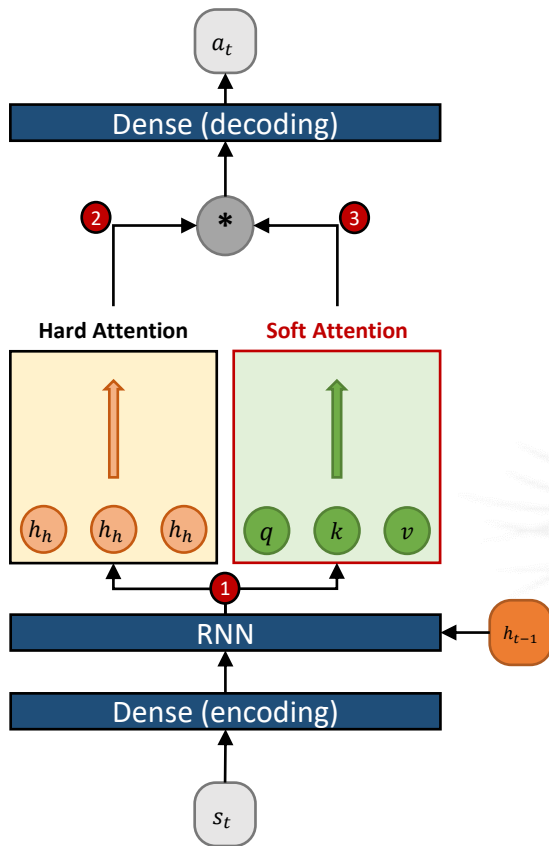 a_t
Dense (decoding)
2
*
3
Hard Attention
Soft Attention
h_h h_h h_h
q k v
1
RNN
h_{t-1}
Dense (encoding)
s_t